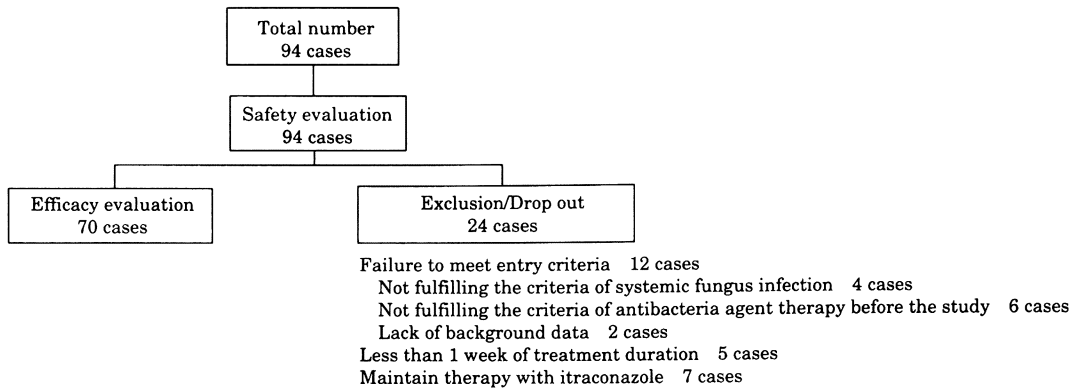 Total number
94 cases
Safety evaluation
94 cases
Efficacy evaluation
70 cases
Exclusion/Drop out
24 cases
Failure to meet entry criteria 12 cases
Not fulfilling the criteria of systemic fungus infection 4 cases
Not fulfilling the criteria of antibacteria agent therapy before the study 6 cases
Lack of background data 2 cases
Less than 1 week of treatment duration 5 cases
Maintain therapy with itraconazole 7 cases